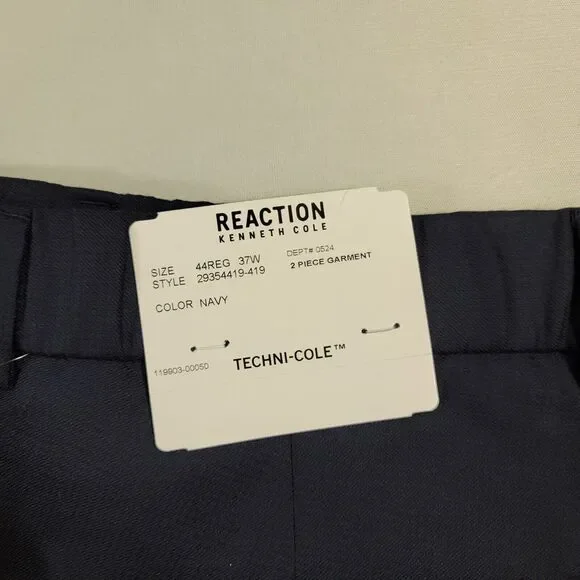 REACTION
KENNETH COLE
SIZE 44REG 37W DEPT# 0524
STYLE 29354419-419 2 PIECE GARMENT
COLOR NAVY
119903-00050 TECHNI-COLE™